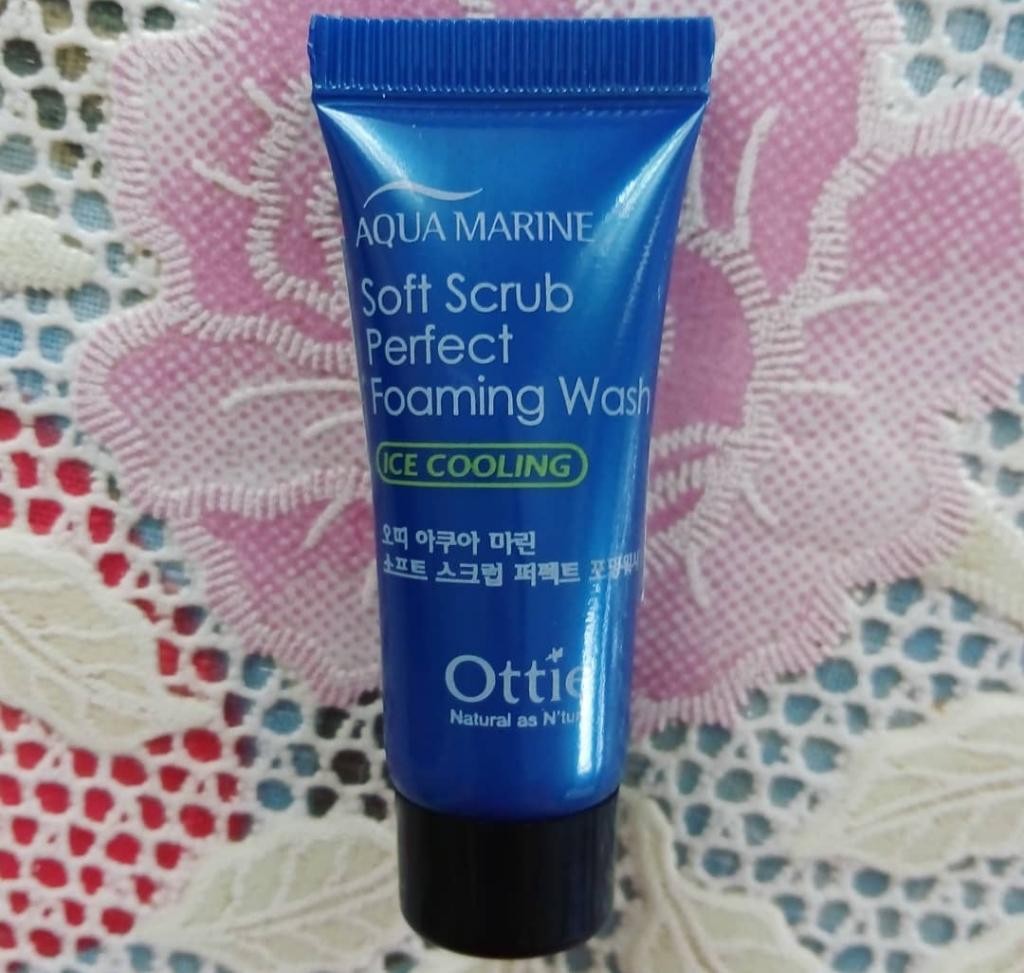 AQUA MARINE
Soft Scrub
Perfect
Foaming Wash
ICE COOLING
오띠 아쿠아 마린
소프트 스크럽 퍼펙트 포밍워시
Ottie
Natural as